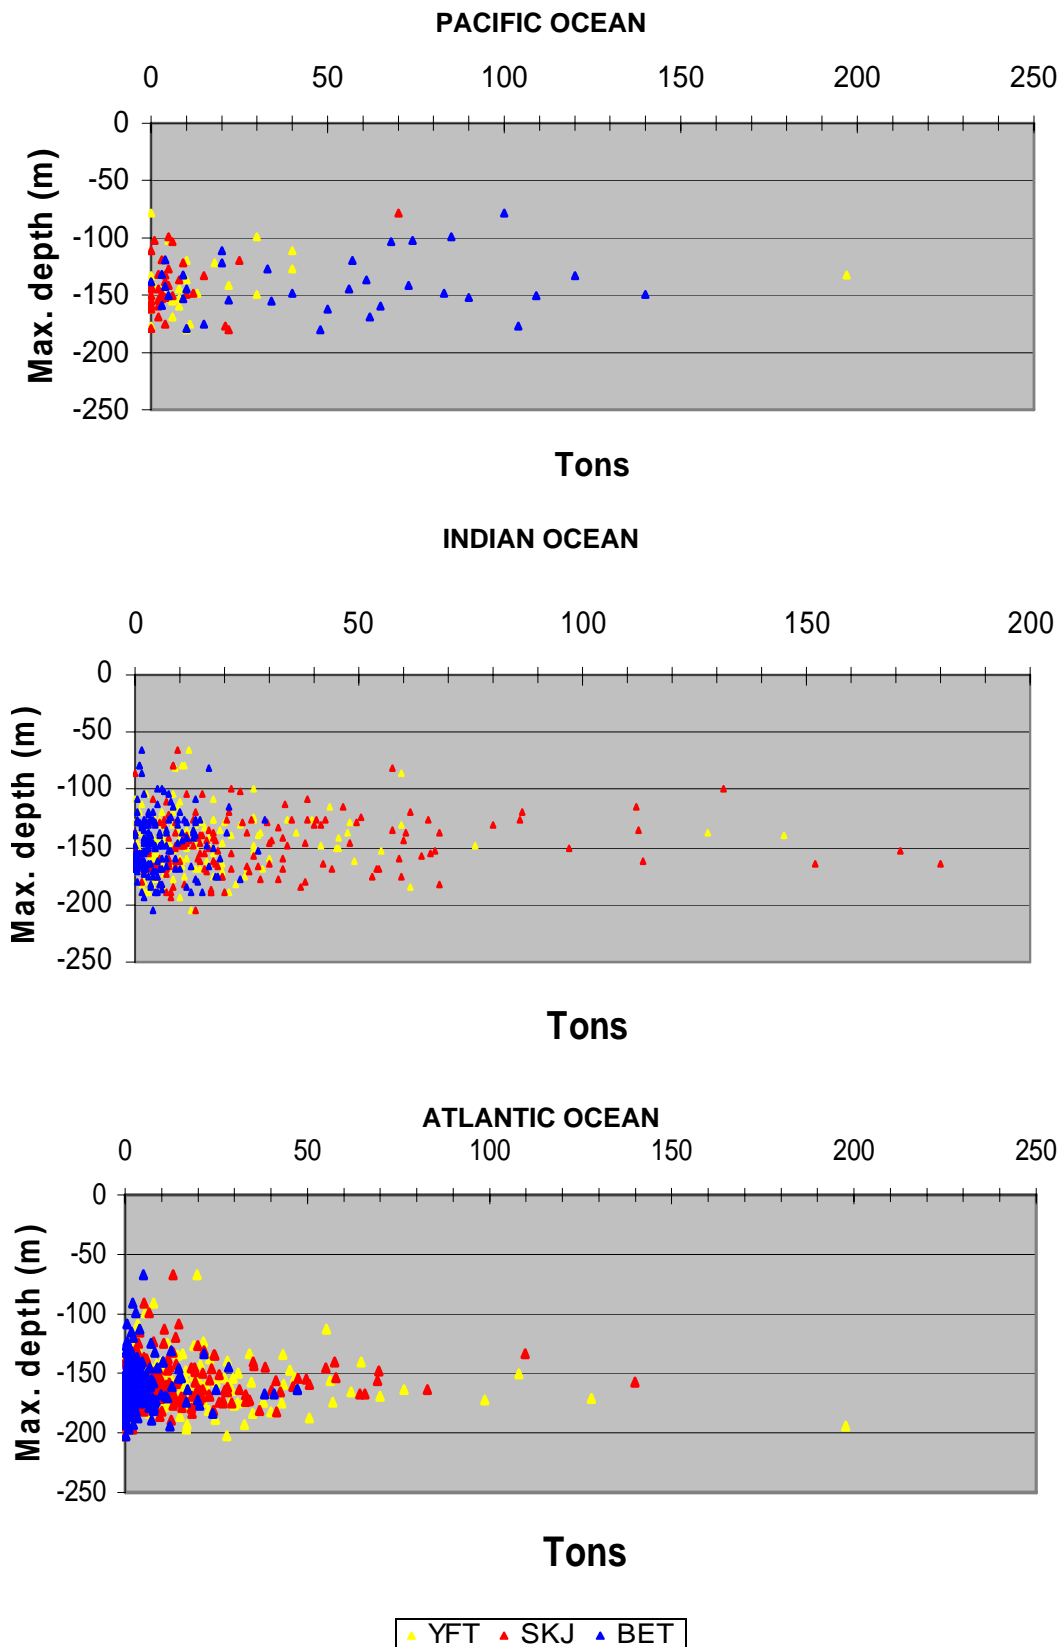 PACIFIC OCEAN
0 50 100 150 200 250
0
-50
-100
-150
-200
-250
Max. depth (m)
Tons
INDIAN OCEAN
0 50 100 150 200
0
-50
-100
-150
-200
-250
Max. depth (m)
Tons
ATLANTIC OCEAN
0 50 100 150 200 250
0
-50
-100
-150
-200
-250
Max. depth (m)
Tons
YFT SKJ BET